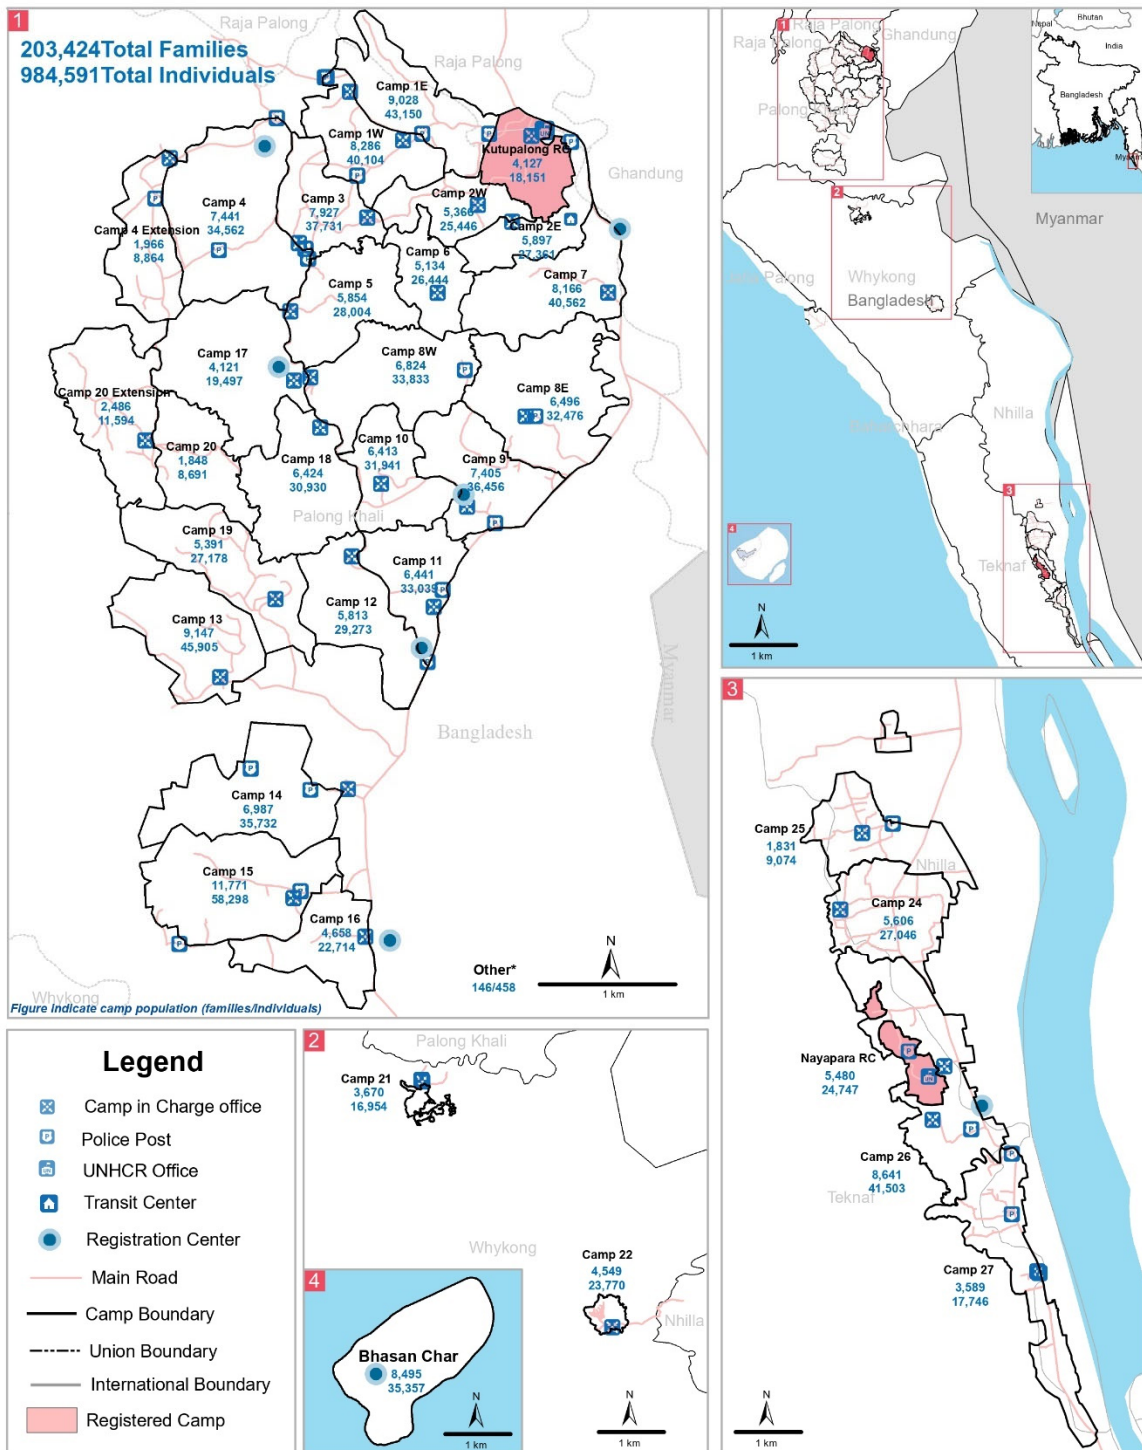 1
203,424Total Families
984,591Total Individuals
Raja Palong
Raja Palong
Ghandung
Camp 1E
9,028
43,150
Camp 1W
8,286
40,104
Kutupalong RC
4,127
18,151
Camp 4
7,441
34,562
Camp 3
7,927
37,731
Camp 2W
5,366
25,446
Camp 2E
5,897
27,361
Camp 4 Extension
1,966
8,864
Camp 6
5,134
26,444
Camp 5
5,854
28,004
Camp 7
8,166
40,562
Camp 17
4,121
19,497
Camp 8W
6,824
33,833
Camp 8E
6,496
32,476
Camp 20 Extension
2,486
11,594
Camp 20
1,848
8,691
Camp 18
6,424
30,930
Camp 10
6,413
31,941
Camp 9
7,405
36,456
Palong Khali
Camp 19
5,391
27,178
Camp 11
6,441
33,039
Camp 12
5,813
29,273
Camp 13
9,147
45,905
Myanmar
Bangladesh
Camp 14
6,987
35,732
Camp 15
11,771
58,298
Camp 16
4,658
22,714
Other*
146/458
N
1 km
Whykong
Figure indicate camp population (families/individuals)
Legend
Camp in Charge office
Police Post
UNHCR Office
Transit Center
Registration Center
Main Road
Camp Boundary
Union Boundary
International Boundary
Registered Camp
2
Palong Khali
Camp 21
3,670
16,954
Whykong
Camp 22
4,549
23,770
Nhilla
N
1 km
4
Bhasan Char
8,495
35,357
N
1 km
1
Raja Palong
Raja Palong
Ghandung
Palong Khali
Nepal
Bhutan
India
Bangladesh
2
Myanmar
Palong
Whykong
Bangladesh
Nhilla
3
4
Teknaf
N
1 km
3
Camp 25
1,831
9,074
Nhilla
Camp 24
5,606
27,046
Nayapara RC
5,480
24,747
Camp 26
8,641
41,503
Teknaf
Camp 27
3,589
17,746
N
1 km